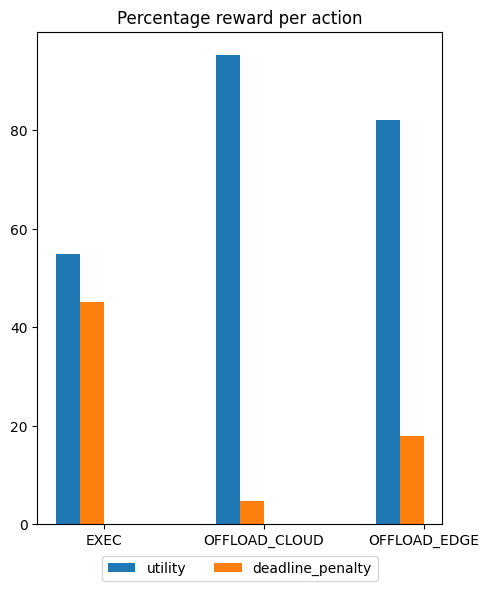 Percentage reward per action
80
60
40
20
0
EXEC OFFLOAD_CLOUD OFFLOAD_EDGE
utility deadline_penalty